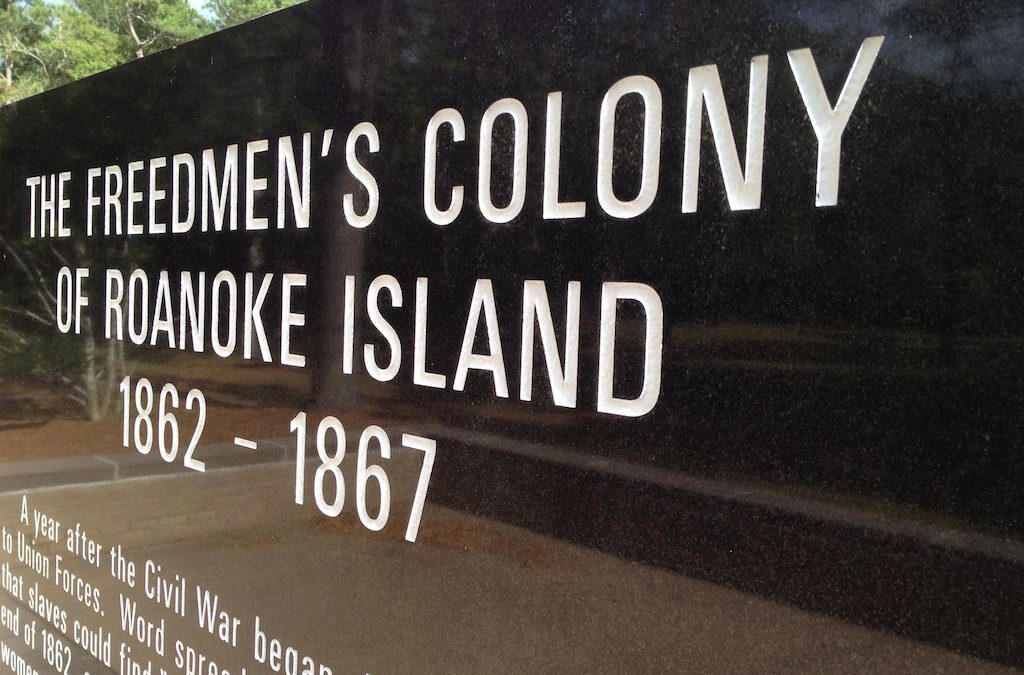 THE FREEDMEN'S COLONY
OF ROANOKE ISLAND
1862 – 1867
A year after the Civil War began
to Union Forces. Word spread
that slaves could find
end of 1862,
women